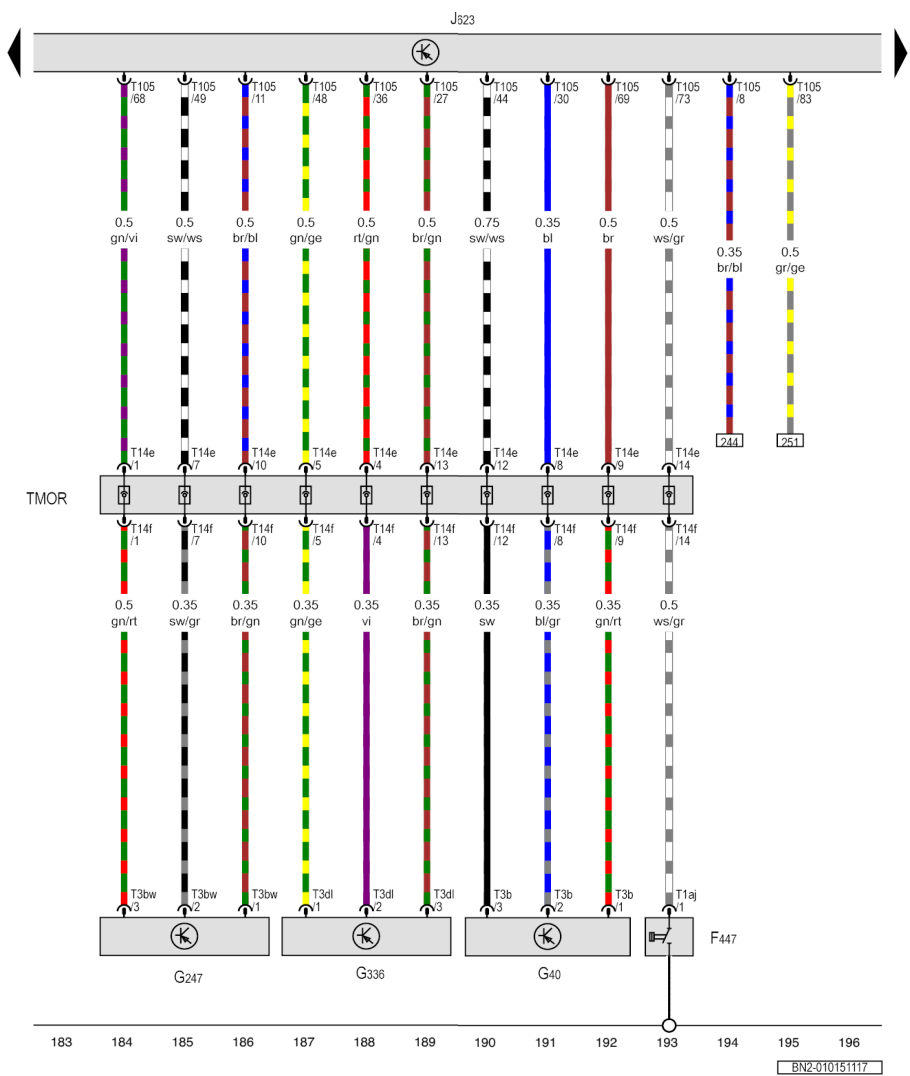 J623
T105 T105 T105 T105 T105 T105 T105 T105 T105 T105 T105 T105
/68 /49 /11 /48 /36 /27 /44 /30 /69 /73 /8 /83
0.5 0.5 0.5 0.5 0.5 0.5 0.75 0.35 0.5 0.5
gn/vi sw/ws br/bl gn/ge rt/gn br/gn sw/ws bl br ws/gr
0.35 0.5
br/bl gr/ge
244 251
T14e T14e T14e T14e T14e T14e T14e T14e T14e T14e
/1 /7 /10 /5 /4 /13 /12 /8 /9 /14
TMOR
T14f T14f T14f T14f T14f T14f T14f T14f T14f T14f
/1 /7 /10 /5 /4 /13 /12 /8 /9 /14
0.5 0.35 0.35 0.35 0.35 0.35 0.35 0.35 0.35 0.5
gn/rt sw/gr br/gn gn/ge vi br/gn sw bl/gr gn/rt ws/gr
T3bw T3bw T3bw T3dl T3dl T3dl T3b T3b T3b T1aj
/3 /2 /1 /1 /2 /3 /3 /2 /1 /1
F447
G247 G336 G40
183 184 185 186 187 188 189 190 191 192 193 194 195 196
BN2-010151117